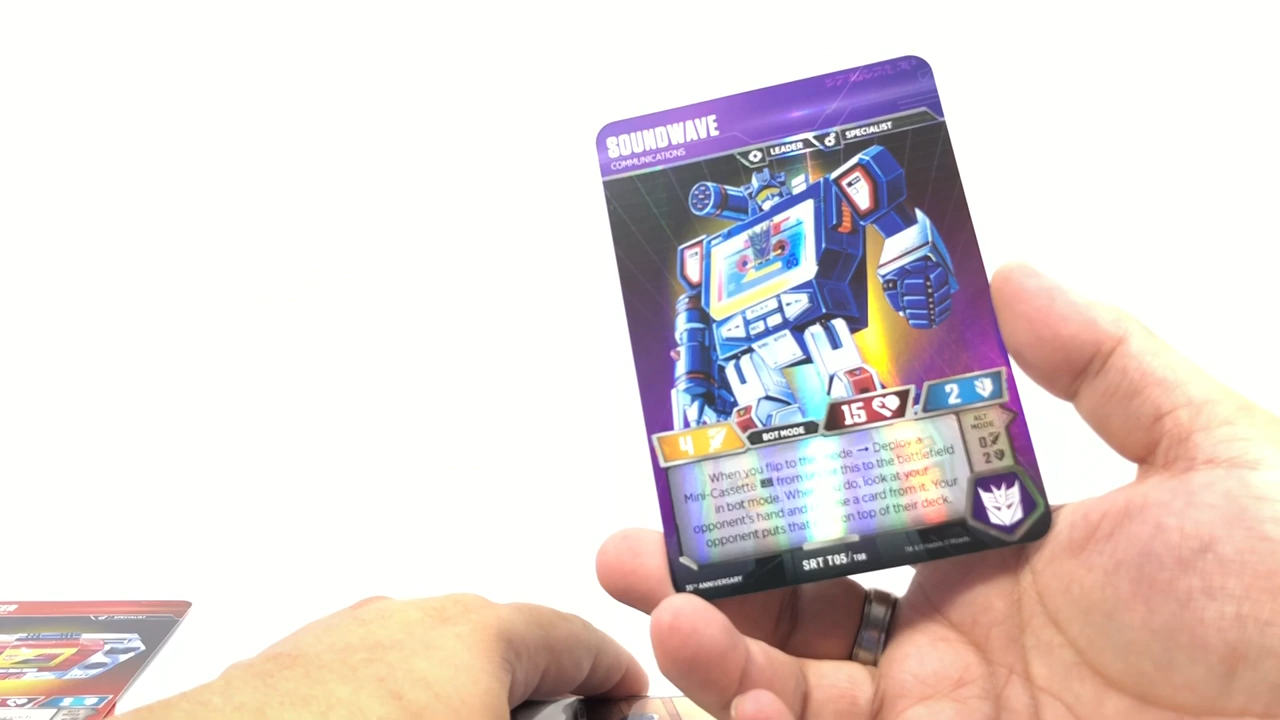 SOUNDWAVE
COMMUNICATIONS
LEADER
SPECIALIST
60
PLAY
4
BOT MODE
15
2
ALT
MODE
0
2
When you flip to this mode → Deploy a
Mini-Cassette from under this to the battlefield
in bot mode. When you do, look at your
opponent's hand and choose a card from it. Your
opponent puts that card on top of their deck.
35TH ANNIVERSARY
SRT T05/T08
SPECIALIST